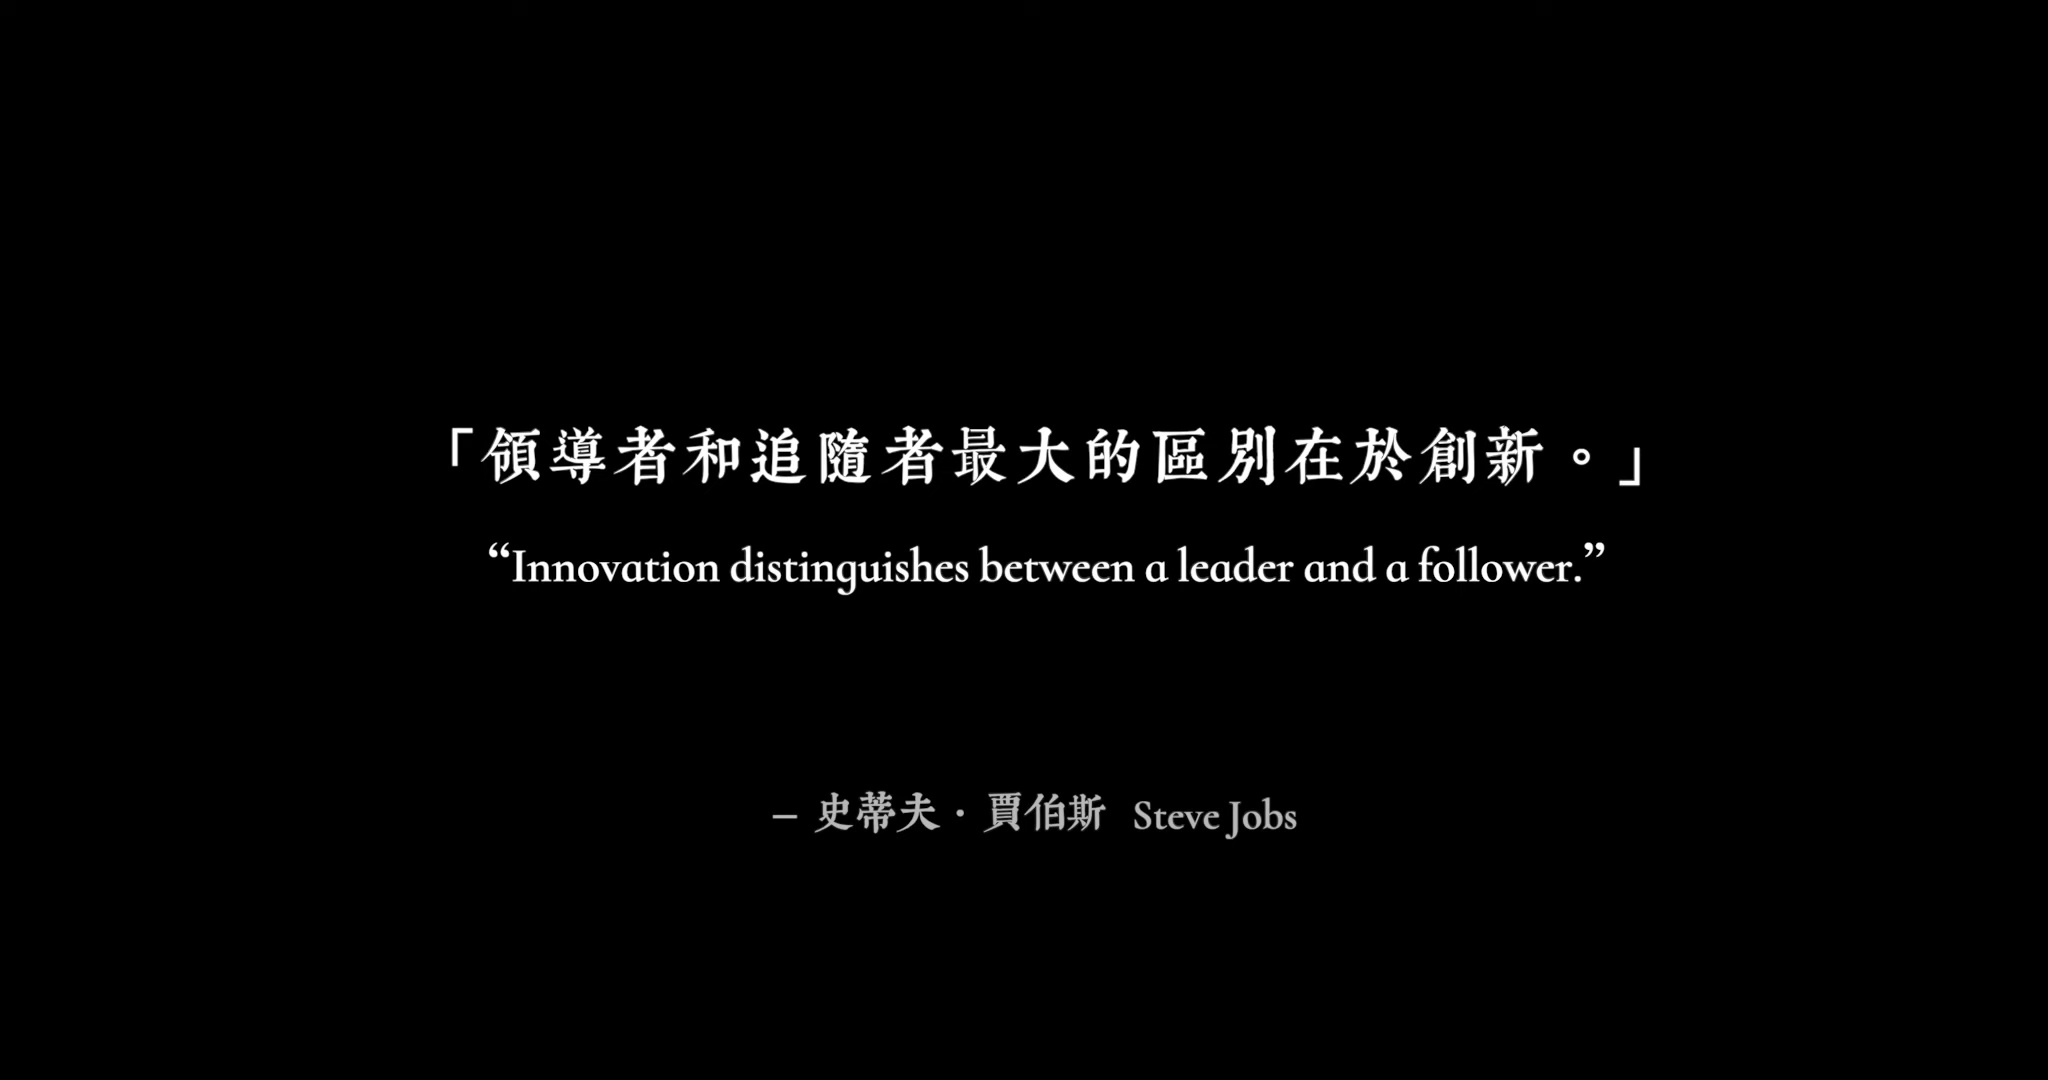 「領導者和追隨者最大的區別在於創新。」
“Innovation distinguishes between a leader and a follower.”
– 史蒂夫・賈伯斯 Steve Jobs